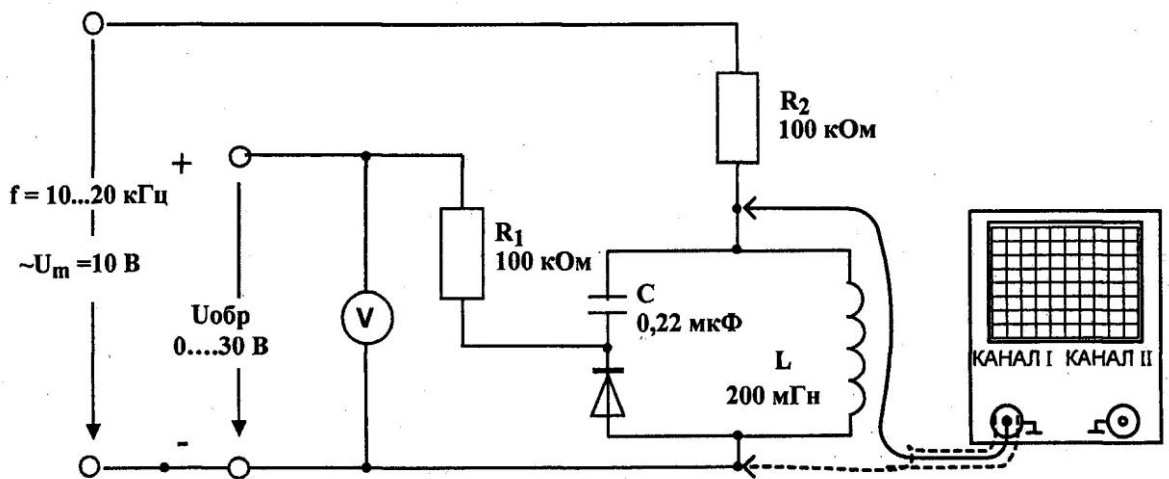 R2
100 кОм
+
f = 10...20 кГц
~Um =10 В
R1
100 кОм
Uобр
0....30 В
V
C
0,22 мкФ
L
200 мГн
КАНАЛ I КАНАЛ II
-